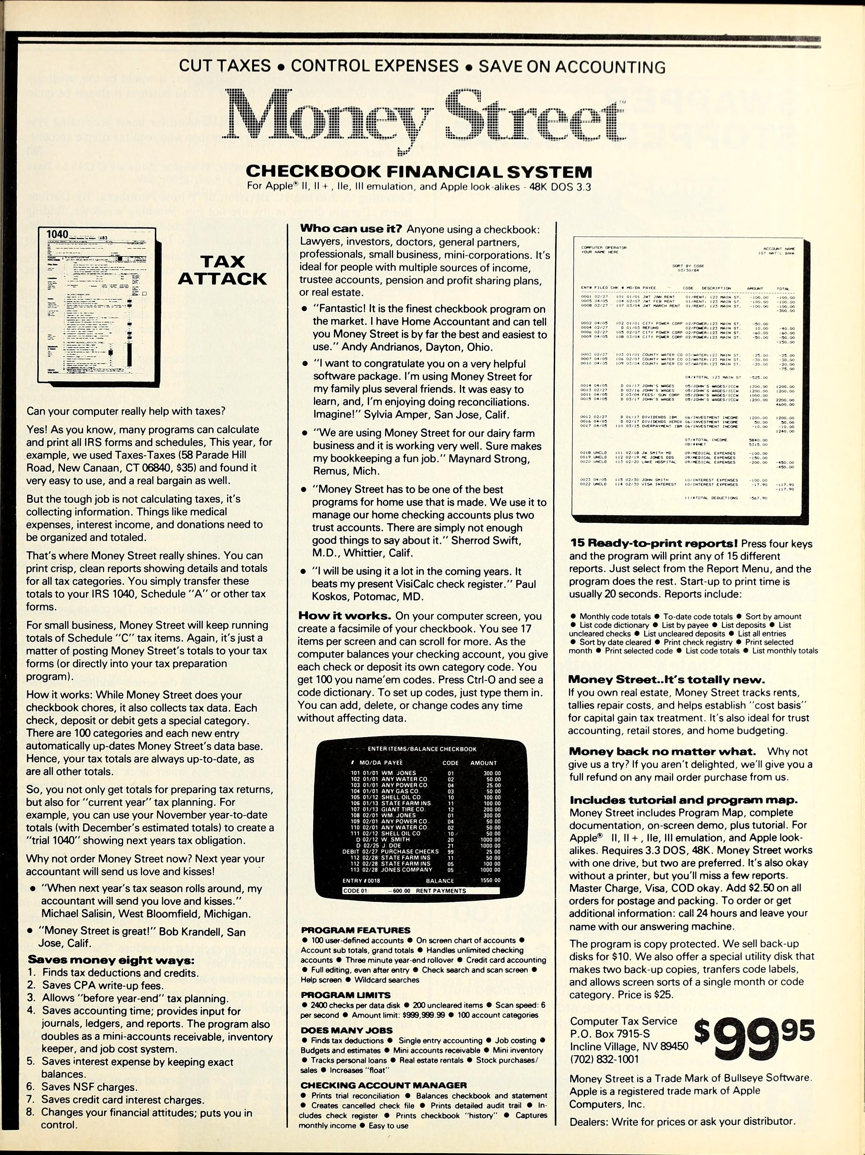 CUT TAXES • CONTROL EXPENSES • SAVE ON ACCOUNTING
Money Street™
CHECKBOOK FINANCIAL SYSTEM
For Apple® II, II +, IIe, III emulation, and Apple look-alikes - 48K DOS 3.3
1040
TAX
ATTACK
Can your computer really help with taxes?
Yes! As you know, many programs can calculate
and print all IRS forms and schedules, This year, for
example, we used Taxes-Taxes (58 Parade Hill
Road, New Canaan, CT 06840, $35) and found it
very easy to use, and a real bargain as well.
But the tough job is not calculating taxes, it's
collecting information. Things like medical
expenses, interest income, and donations need to
be organized and totaled.
That's where Money Street really shines. You can
print crisp, clean reports showing details and totals
for all tax categories. You simply transfer these
totals to your IRS 1040, Schedule "A" or other tax
forms.
For small business, Money Street will keep running
totals of Schedule "C" tax items. Again, it's just a
matter of posting Money Street's totals to your tax
forms (or directly into your tax preparation
program).
How it works: While Money Street does your
checkbook chores, it also collects tax data. Each
check, deposit or debit gets a special category.
There are 100 categories and each new entry
automatically up-dates Money Street's data base.
Hence, your tax totals are always up-to-date, as
are all other totals.
So, you not only get totals for preparing tax returns,
but also for "current year" tax planning. For
example, you can use your November year-to-date
totals (with December's estimated totals) to create a
"trial 1040" showing next years tax obligation.
Why not order Money Street now? Next year your
accountant will send us love and kisses!
• "When next year's tax season rolls around, my
accountant will send you love and kisses."
Michael Salisin, West Bloomfield, Michigan.
• "Money Street is great!" Bob Krandell, San
Jose, Calif.
Saves money eight ways:
1. Finds tax deductions and credits.
2. Saves CPA write-up fees.
3. Allows "before year-end" tax planning.
4. Saves accounting time; provides input for
journals, ledgers, and reports. The program also
doubles as a mini-accounts receivable, inventory
keeper, and job cost system.
5. Saves interest expense by keeping exact
balances.
6. Saves NSF charges.
7. Saves credit card interest charges.
8. Changes your financial attitudes; puts you in
control.
Who can use it? Anyone using a checkbook:
Lawyers, investors, doctors, general partners,
professionals, small business, mini-corporations. It's
ideal for people with multiple sources of income,
trustee accounts, pension and profit sharing plans,
or real estate.
• "Fantastic! It is the finest checkbook program on
the market. I have Home Accountant and can tell
you Money Street is by far the best and easiest to
use." Andy Andrianos, Dayton, Ohio.
• "I want to congratulate you on a very helpful
software package. I'm using Money Street for
my family plus several friends. It was easy to
learn, and, I'm enjoying doing reconciliations.
Imagine!" Sylvia Amper, San Jose, Calif.
• "We are using Money Street for our dairy farm
business and it is working very well. Sure makes
my bookkeeping a fun job." Maynard Strong,
Remus, Mich.
• "Money Street has to be one of the best
programs for home use that is made. We use it to
manage our home checking accounts plus two
trust accounts. There are simply not enough
good things to say about it." Sherrod Swift,
M.D., Whittier, Calif.
• "I will be using it a lot in the coming years. It
beats my present VisiCalc check register." Paul
Koskos, Potomac, MD.
How it works. On your computer screen, you
create a facsimile of your checkbook. You see 17
items per screen and can scroll for more. As the
computer balances your checking account, you give
each check or deposit its own category code. You
get 100 you name'em codes. Press Ctrl-O and see a
code dictionary. To set up codes, just type them in.
You can add, delete, or change codes any time
without affecting data.
ENTER ITEMS/BALANCE CHECKBOOK
# MO/DA PAYEE CODE AMOUNT
101 01/01 WM. JONES 01 300.00
102 01/01 ANY WATER CO. 02 50.00
103 01/01 ANY POWER CO. 04 25.00
104 01/01 ANY GAS CO. 03 50.00
105 01/12 SHELL OIL CO. 10 100.00
106 01/13 STATE FARM INS. 11 100.00
107 01/13 GIANT TIRE CO. 12 200.00
108 02/01 WM. JONES 01 300.00
109 02/01 ANY POWER CO. 04 50.00
110 02/01 ANY WATER CO. 02 50.00
111 02/12 SHELL OIL CO. 10 50.00
D 02/12 W. SMITH 20 1000.00
D 02/25 J. DOE 21 1000.00
DEBIT 02/27 PURCHASE CHECKS 99 25.00
112 02/28 STATE FARM INS 11 50.00
112 02/28 STATE FARM INS 05 100.00
113 02/28 JONES COMPANY 05 1000.00
ENTRY #0018 BALANCE 1550.00
CODE 01 –600.00 RENT PAYMENTS
PROGRAM FEATURES
• 100 user-defined accounts • On screen chart of accounts •
Account sub totals, grand totals • Handles unlimited checking
accounts • Three minute year-end rollover • Credit card accounting
• Full editing, even after entry • Check search and scan screen •
Help screen • Wildcard searches
PROGRAM LIMITS
• 2400 checks per data disk • 200 uncleared items • Scan speed: 6
per second • Amount limit: $999,999.99 • 100 account categories
DOES MANY JOBS
• Finds tax deductions • Single entry accounting • Job costing •
Budgets and estimates • Mini accounts receivable • Mini inventory
• Tracks personal loans • Real estate rentals • Stock purchases/
sales • Increases "float"
CHECKING ACCOUNT MANAGER
• Prints trial reconciliation • Balances checkbook and statement
• Creates cancelled check file • Prints detailed audit trail • In-
cludes check register • Prints checkbook "history" • Captures
monthly income • Easy to use
COMPUTER OPERATOR ACCOUNT NAME
YOUR NAME HERE 1ST NAT'L BANK
SORT BY CODE
15 Ready-to-print reports! Press four keys
and the program will print any of 15 different
reports. Just select from the Report Menu, and the
program does the rest. Start-up to print time is
usually 20 seconds. Reports include:
• Monthly code totals • To-date code totals • Sort by amount
• List code dictionary • List by payee • List deposits • List
uncleared checks • List uncleared deposits • List all entries
• Sort by date cleared • Print check registry • Print selected
month • Print selected code • List code totals • List monthly totals
Money Street..It's totally new.
If you own real estate, Money Street tracks rents,
tallies repair costs, and helps establish "cost basis"
for capital gain tax treatment. It's also ideal for trust
accounting, retail stores, and home budgeting.
Money back no matter what. Why not
give us a try? If you aren't delighted, we'll give you a
full refund on any mail order purchase from us.
Includes tutorial and program map.
Money Street includes Program Map, complete
documentation, on-screen demo, plus tutorial. For
Apple® II, II +, IIe, III emulation, and Apple look-
alikes. Requires 3.3 DOS, 48K. Money Street works
with one drive, but two are preferred. It's also okay
without a printer, but you'll miss a few reports.
Master Charge, Visa, COD okay. Add $2.50 on all
orders for postage and packing. To order or get
additional information: call 24 hours and leave your
name with our answering machine.
The program is copy protected. We sell back-up
disks for $10. We also offer a special utility disk that
makes two back-up copies, tranfers code labels,
and allows screen sorts of a single month or code
category. Price is $25.
Computer Tax Service
P.O. Box 7915-S
Incline Village, NV 89450
(702) 832-1001
$99 95
Money Street is a Trade Mark of Bullseye Software.
Apple is a registered trade mark of Apple
Computers, Inc.
Dealers: Write for prices or ask your distributor.